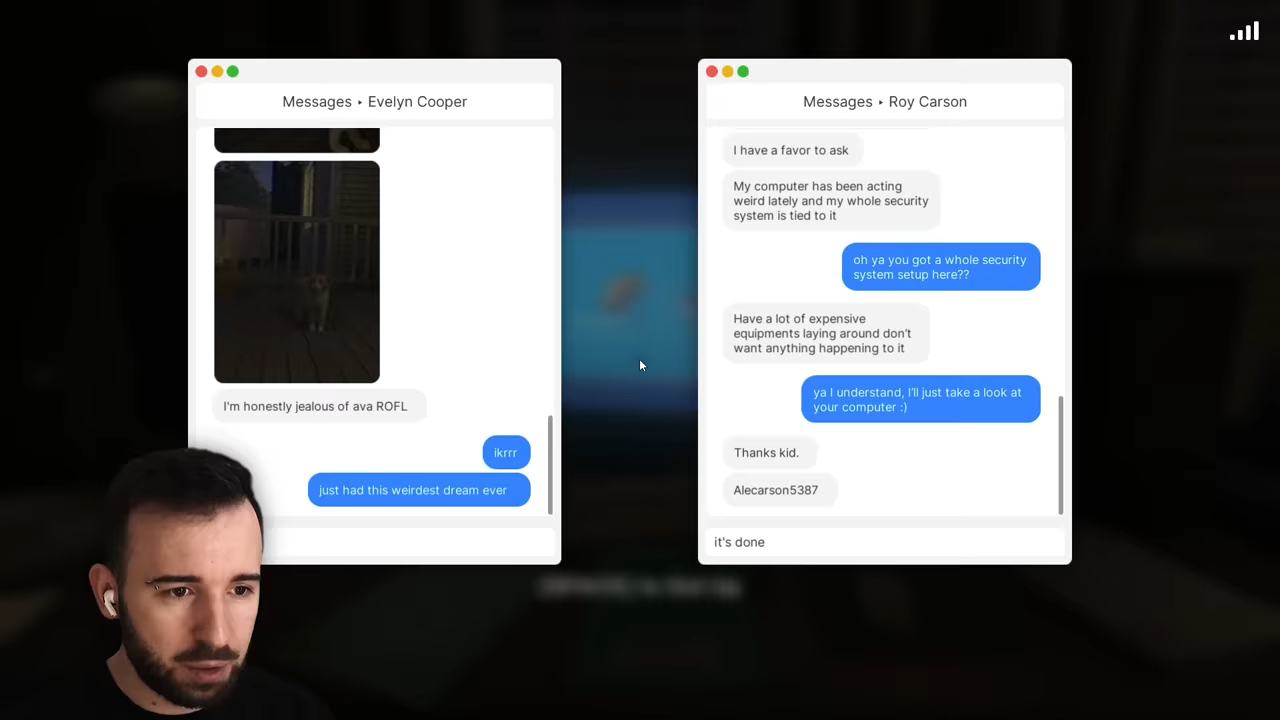 Messages ▸ Evelyn Cooper
I'm honestly jealous of ava ROFL
ikrrr
just had this weirdest dream ever
Messages ▸ Roy Carson
I have a favor to ask
My computer has been acting
weird lately and my whole security
system is tied to it
oh ya you got a whole security
system setup here??
Have a lot of expensive
equipments laying around don't
want anything happening to it
ya I understand, I'll just take a look at
your computer :)
Thanks kid.
Alecarson5387
it's done